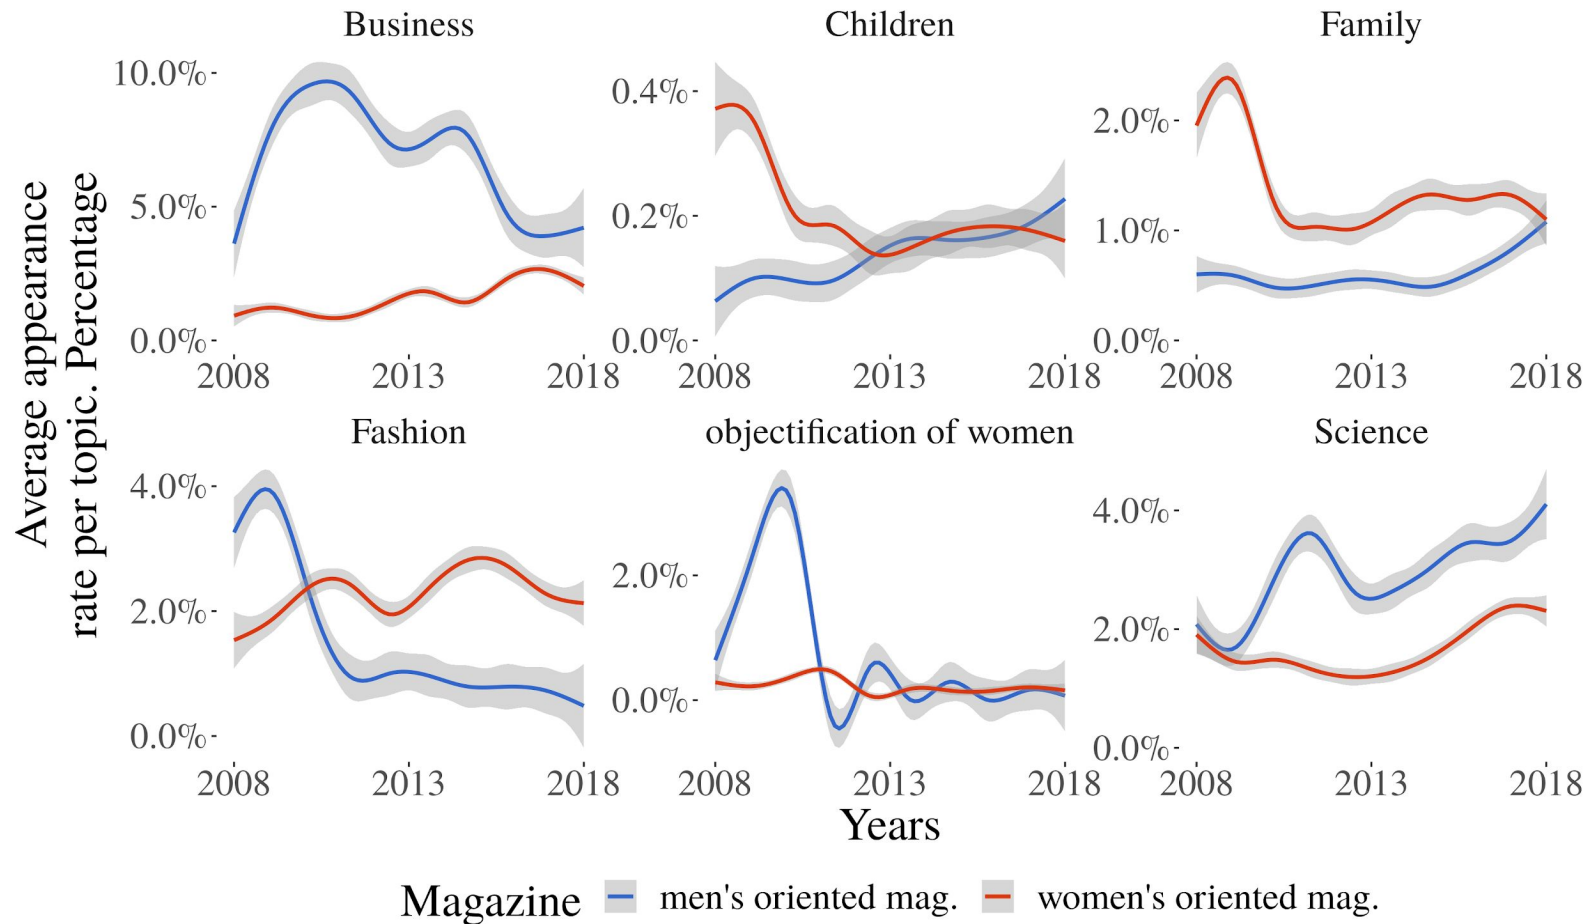 Average appearance
rate per topic. Percentage
Business
10.0%
5.0%
0.0%
2008 2013 2018
Children
0.4%
0.2%
0.0%
2008 2013 2018
Family
2.0%
1.0%
0.0%
2008 2013 2018
Fashion
4.0%
2.0%
0.0%
2008 2013 2018
objectification of women
2.0%
0.0%
2008 2013 2018
Science
4.0%
2.0%
0.0%
2008 2013 2018
Years
Magazine men's oriented mag. women's oriented mag.